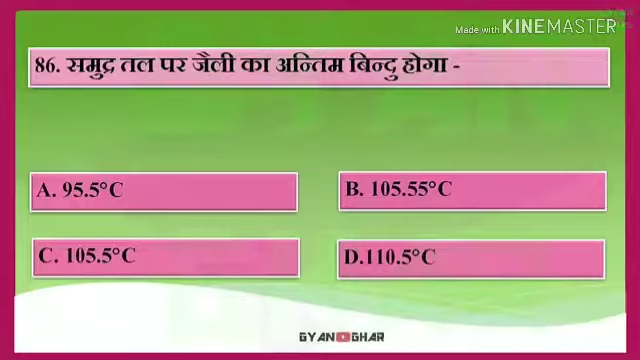 Made with KINEMASTER
86. समुद्र तल पर जैली का अन्तिम बिन्दु होगा -
A. 95.5°C
B. 105.55°C
C. 105.5°C
D.110.5°C
GYAN GHAR